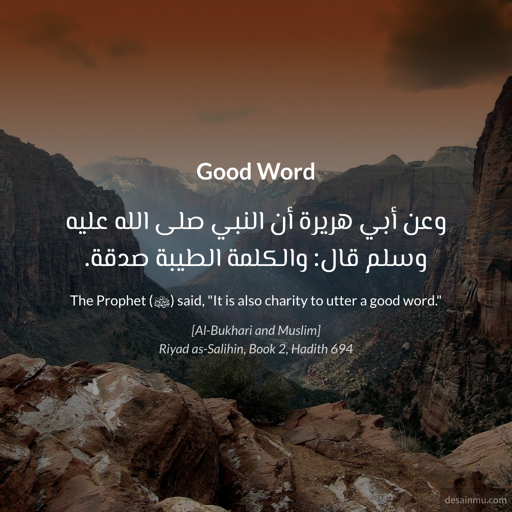 Good Word
وعن أبي هريرة أن النبي صلى الله عليه
وسلم قال: والكلمة الطيبة صدقة.
The Prophet (ﷺ) said, "It is also charity to utter a good word."
[Al-Bukhari and Muslim]
Riyad as-Salihin, Book 2, Hadith 694
desainmu.com